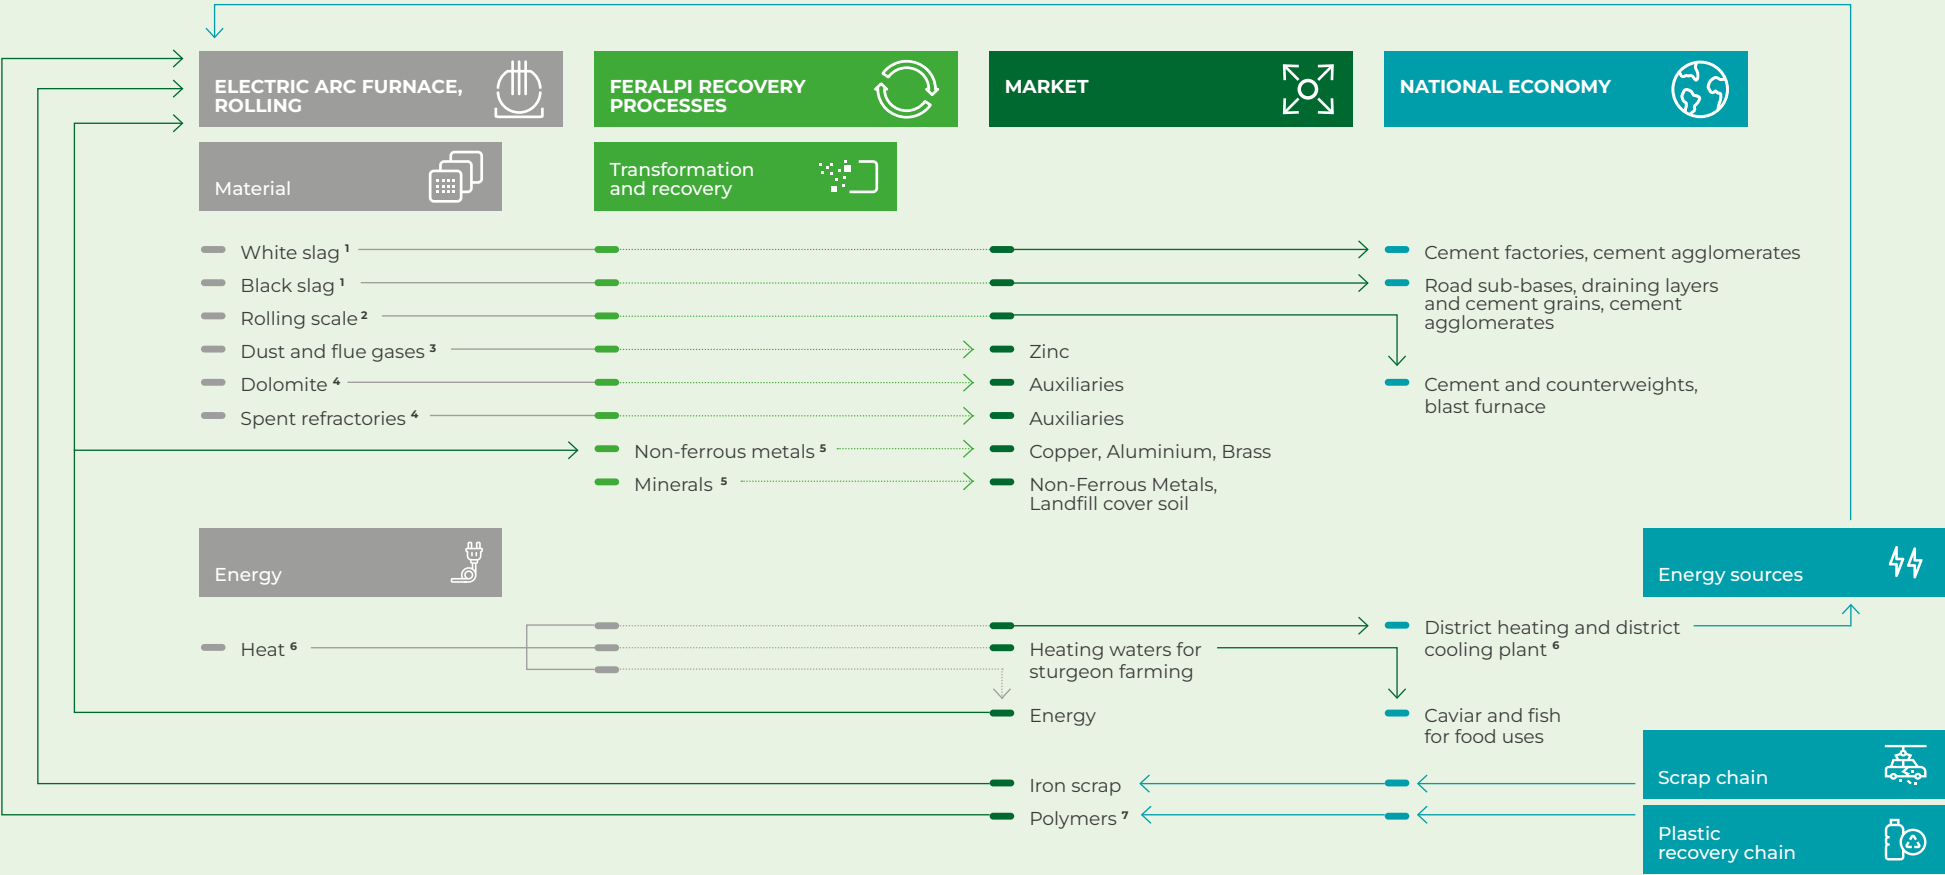 ELECTRIC ARC FURNACE,
ROLLING
FERALPI RECOVERY
PROCESSES
MARKET
NATIONAL ECONOMY
Material
Transformation
and recovery
White slag 1
Cement factories, cement agglomerates
Black slag 1
Road sub-bases, draining layers
and cement grains, cement
agglomerates
Rolling scale 2
Dust and flue gases 3
Zinc
Dolomite 4
Auxiliaries
Cement and counterweights,
blast furnace
Spent refractories 4
Auxiliaries
Non-ferrous metals 5
Copper, Aluminium, Brass
Minerals 5
Non-Ferrous Metals,
Landfill cover soil
Energy
Energy sources
Heat 6
District heating and district
cooling plant 6
Heating waters for
sturgeon farming
Energy
Caviar and fish
for food uses
Iron scrap
Scrap chain
Polymers 7
Plastic
recovery chain